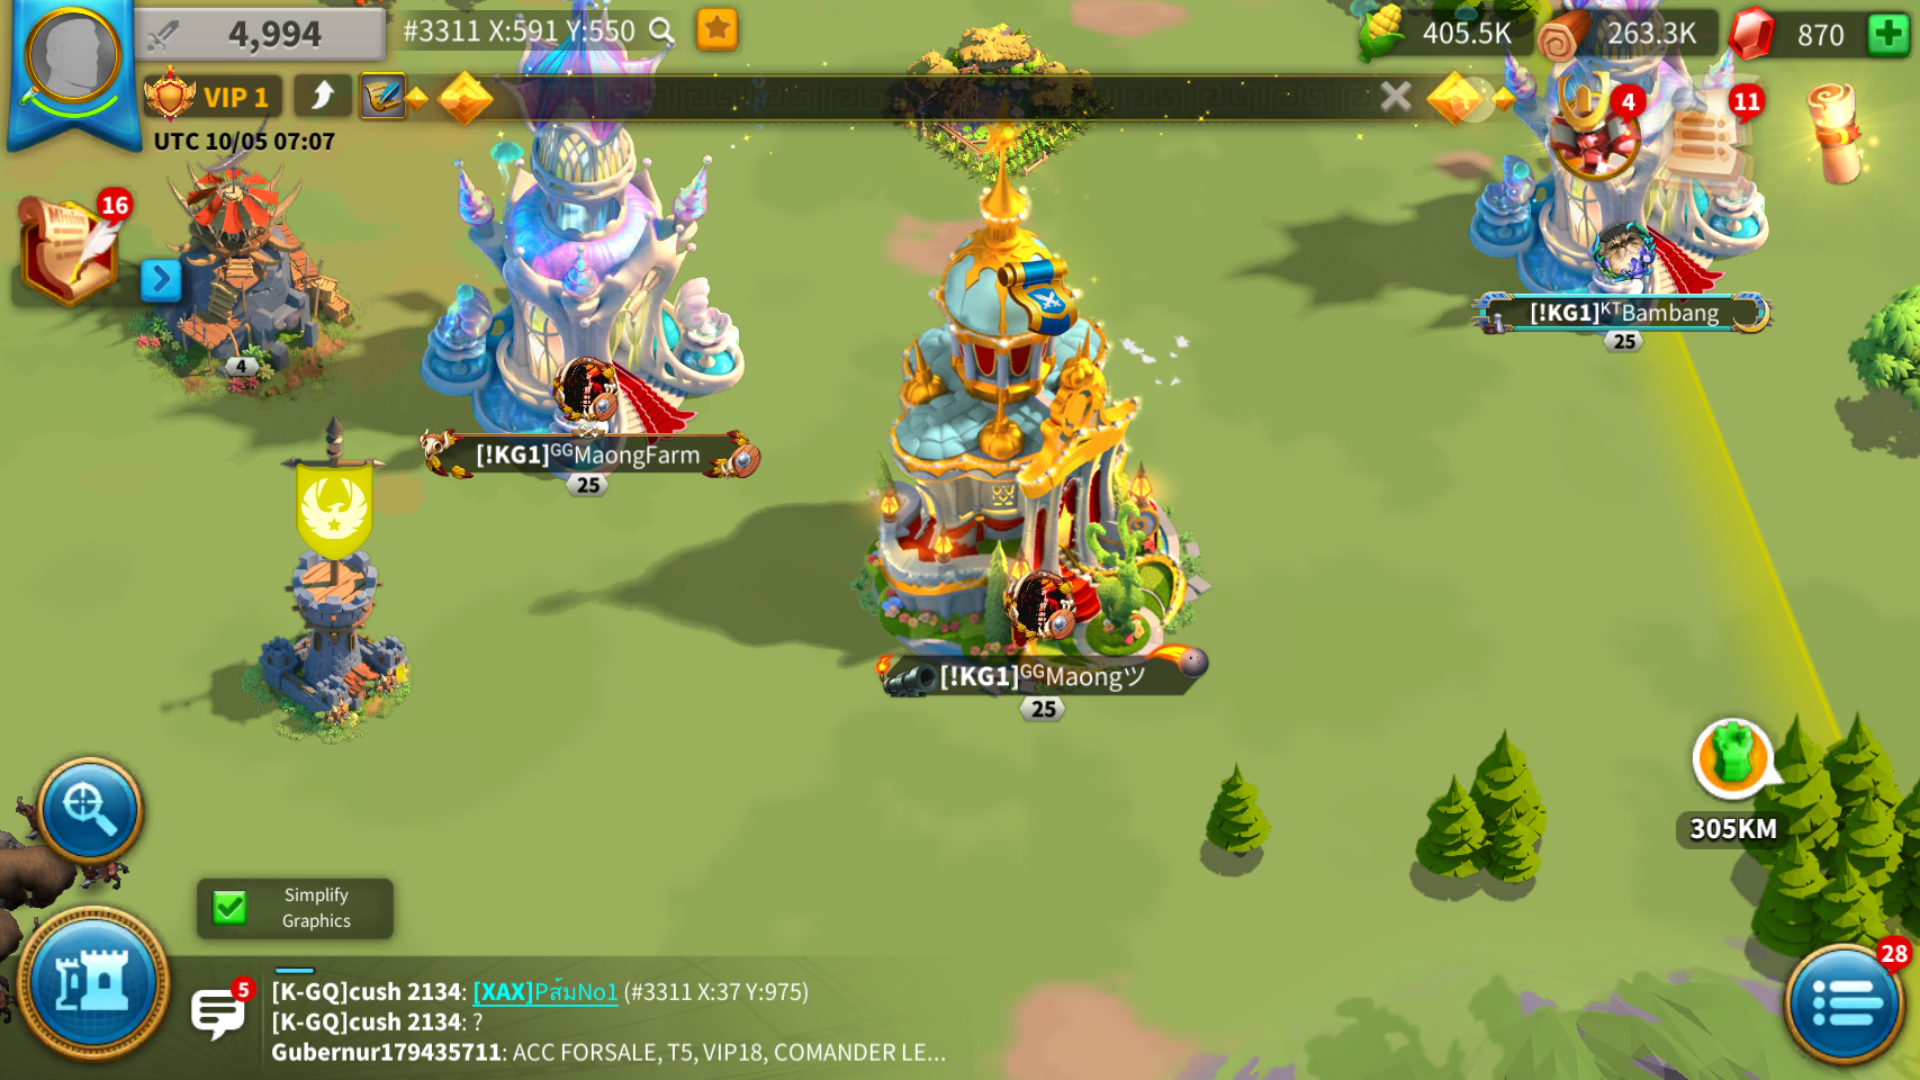 4,994
#3311 X:591 Y:550
405.5K
263.3K
870
VIP 1
UTC 10/05 07:07
4
11
Mission
16
4
[!KG1]ᴷᵀBambang
25
[!KG1]ᴳᴳMaongFarm
25
[!KG1]ᴳᴳMaongツ
25
305KM
Simplify
Graphics
28
5
[K-GQ]cush 2134: [XAX]Pส้มNo1 (#3311 X:37 Y:975)
[K-GQ]cush 2134: ?
Gubernur179435711: ACC FORSALE, T5, VIP18, COMANDER LE...